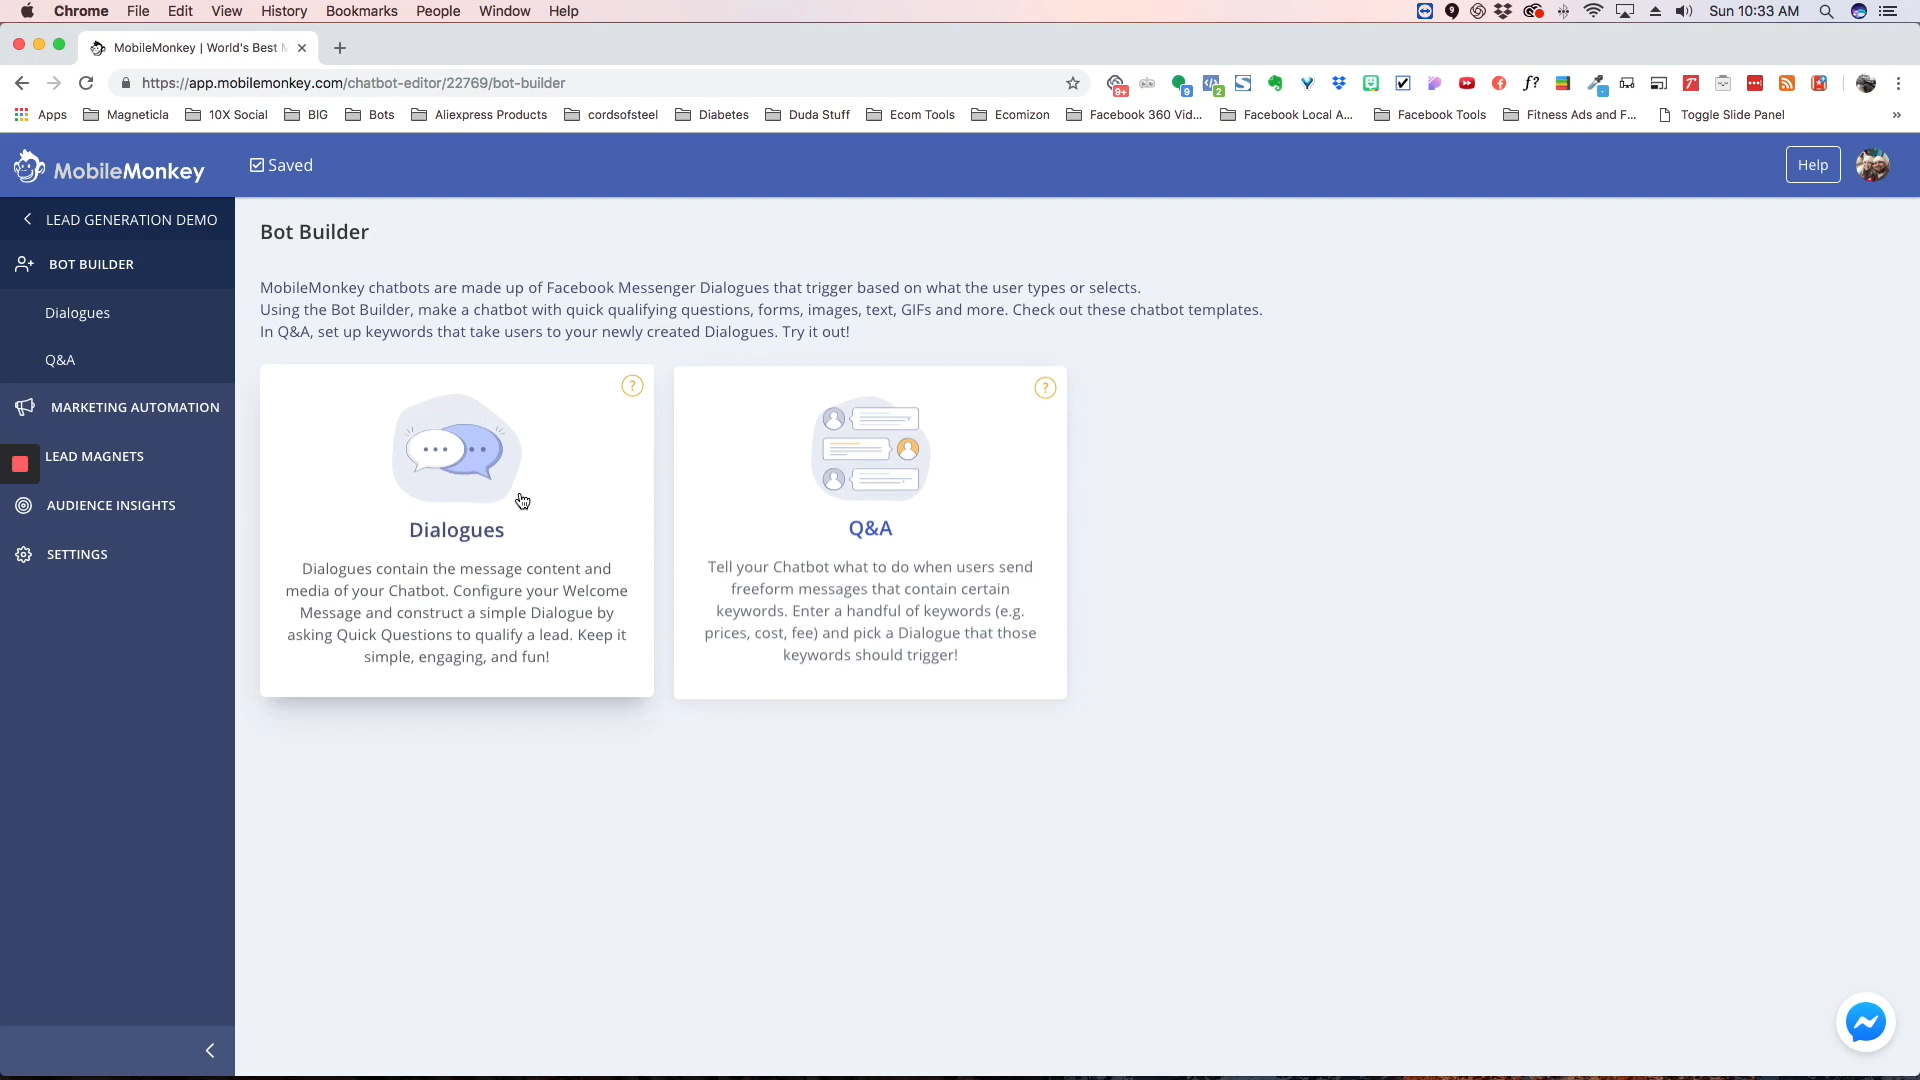 Chrome File Edit View History Bookmarks People Window Help
9 Sun 10:33 AM
MobileMonkey | World's Best M
https://app.mobilemonkey.com/chatbot-editor/22769/bot-builder
9+ 9 2 f?
Apps Magneticla 10X Social BIG Bots Aliexpress Products cordsofsteel Diabetes Duda Stuff Ecom Tools Ecomizon Facebook 360 Vid... Facebook Local A... Facebook Tools Fitness Ads and F... Toggle Slide Panel »
MobileMonkey
Saved
Help
LEAD GENERATION DEMO
BOT BUILDER
Dialogues
Q&A
MARKETING AUTOMATION
LEAD MAGNETS
AUDIENCE INSIGHTS
SETTINGS
Bot Builder
MobileMonkey chatbots are made up of Facebook Messenger Dialogues that trigger based on what the user types or selects.
Using the Bot Builder, make a chatbot with quick qualifying questions, forms, images, text, GIFs and more. Check out these chatbot templates.
In Q&A, set up keywords that take users to your newly created Dialogues. Try it out!
?
Dialogues
Dialogues contain the message content and
media of your Chatbot. Configure your Welcome
Message and construct a simple Dialogue by
asking Quick Questions to qualify a lead. Keep it
simple, engaging, and fun!
?
Q&A
Tell your Chatbot what to do when users send
freeform messages that contain certain
keywords. Enter a handful of keywords (e.g.
prices, cost, fee) and pick a Dialogue that those
keywords should trigger!